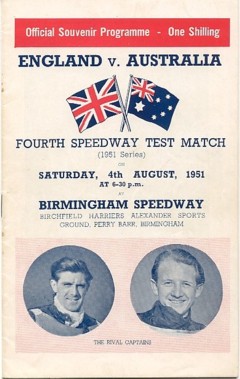 Official Souvenir Programme - One Shilling
ENGLAND v. AUSTRALIA
FOURTH SPEEDWAY TEST MATCH
(1951 Series)
on
SATURDAY, 4th AUGUST, 1951
AT 6-30 p.m.
AT
BIRMINGHAM SPEEDWAY
BIRCHFIELD HARRIERS ALEXANDER SPORTS
GROUND, PERRY BARR, BIRMINGHAM
THE RIVAL CAPTAINS